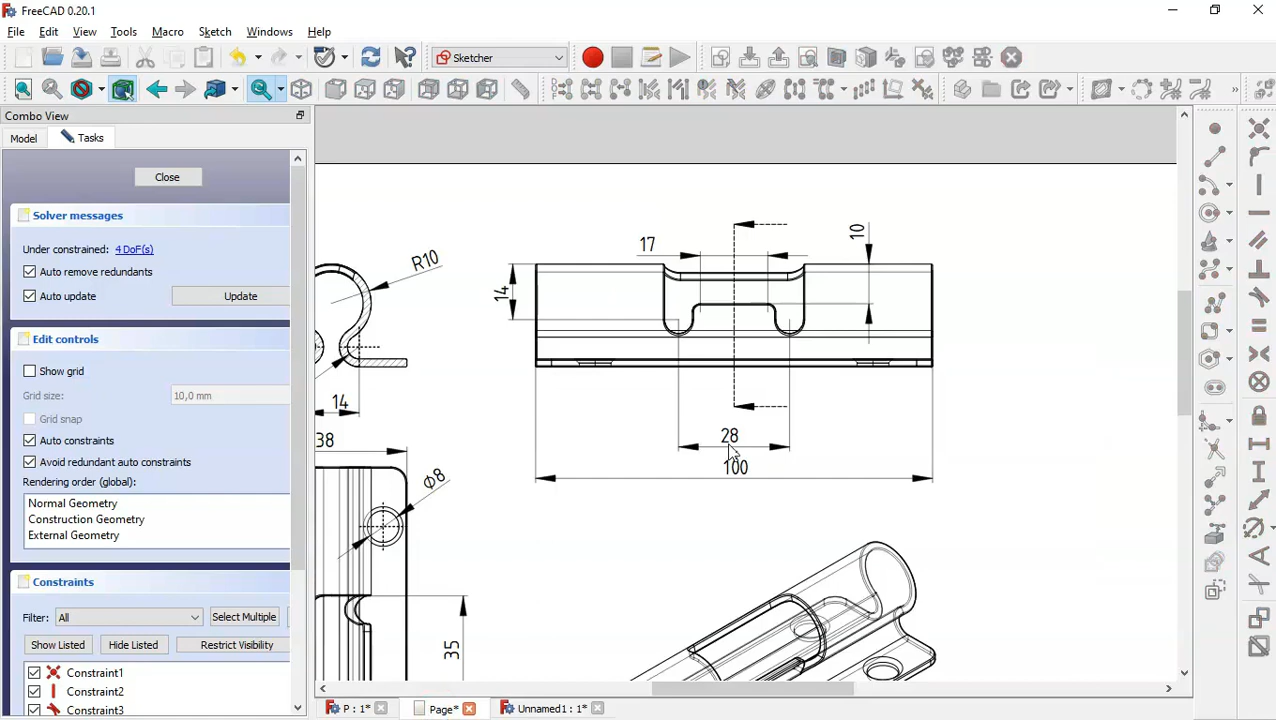 FreeCAD 0.20.1
File Edit View Tools Macro Sketch Windows Help
Sketcher
Combo View
Model Tasks
Close
Solver messages
Under constrained: 4 DoF(s)
Auto remove redundants
Auto update Update
Edit controls
Show grid
Grid size: 10,0 mm
Grid snap
Auto constraints
Avoid redundant auto constraints
Rendering order (global):
Normal Geometry
Construction Geometry
External Geometry
Constraints
Filter: All Select Multiple
Show Listed Hide Listed Restrict Visibility
Constraint1
Constraint2
Constraint3
R10
14
38
Φ8
35
17
10
14
28
100
P : 1* Page* Unnamed1 : 1*